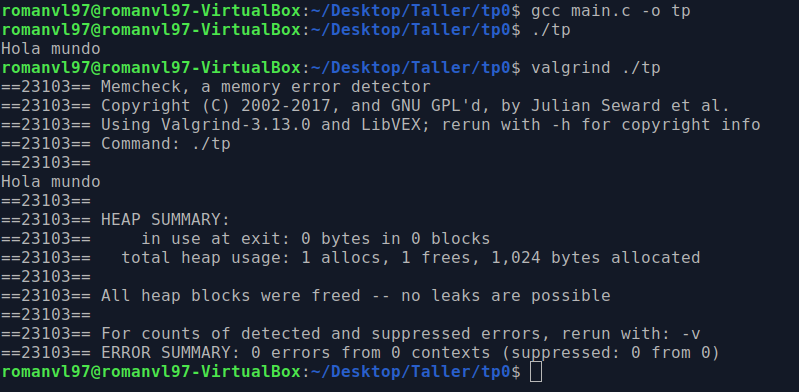 romanvl97@romanvl97-VirtualBox:~/Desktop/Taller/tp0$ gcc main.c -o tp
romanvl97@romanvl97-VirtualBox:~/Desktop/Taller/tp0$ ./tp
Hola mundo
romanvl97@romanvl97-VirtualBox:~/Desktop/Taller/tp0$ valgrind ./tp
==23103== Memcheck, a memory error detector
==23103== Copyright (C) 2002-2017, and GNU GPL'd, by Julian Seward et al.
==23103== Using Valgrind-3.13.0 and LibVEX; rerun with -h for copyright info
==23103== Command: ./tp
==23103==
Hola mundo
==23103==
==23103== HEAP SUMMARY:
==23103==     in use at exit: 0 bytes in 0 blocks
==23103==   total heap usage: 1 allocs, 1 frees, 1,024 bytes allocated
==23103==
==23103== All heap blocks were freed -- no leaks are possible
==23103==
==23103== For counts of detected and suppressed errors, rerun with: -v
==23103== ERROR SUMMARY: 0 errors from 0 contexts (suppressed: 0 from 0)
romanvl97@romanvl97-VirtualBox:~/Desktop/Taller/tp0$